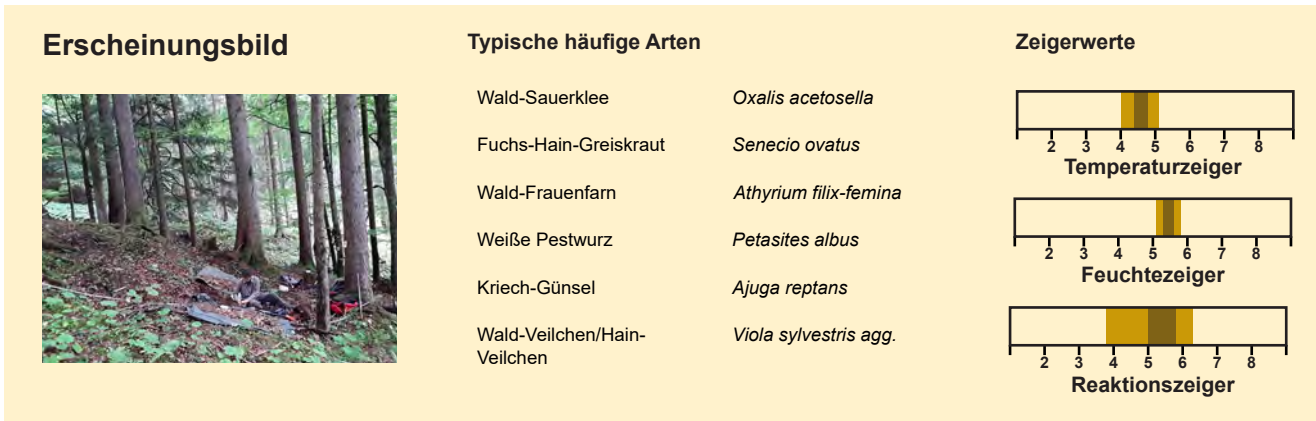 Erscheinungsbild
Typische häufige Arten
Wald-Sauerklee Oxalis acetosella
Fuchs-Hain-Greiskraut Senecio ovatus
Wald-Frauenfarn Athyrium filix-femina
Weiße Pestwurz Petasites albus
Kriech-Günsel Ajuga reptans
Wald-Veilchen/Hain- Viola sylvestris agg.
Veilchen
Zeigerwerte
2 3 4 5 6 7 8
Temperaturzeiger
2 3 4 5 6 7 8
Feuchtezeiger
2 3 4 5 6 7 8
Reaktionszeiger